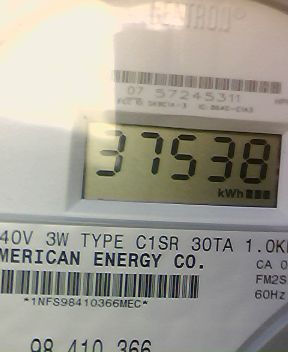 07 57245311
37538
kWh
40V 3W TYPE C1SR 30TA 1.0K
MERICAN ENERGY CO.
CA 0
FM2S
60Hz
*1NFS98410366MEC*
98 410 366